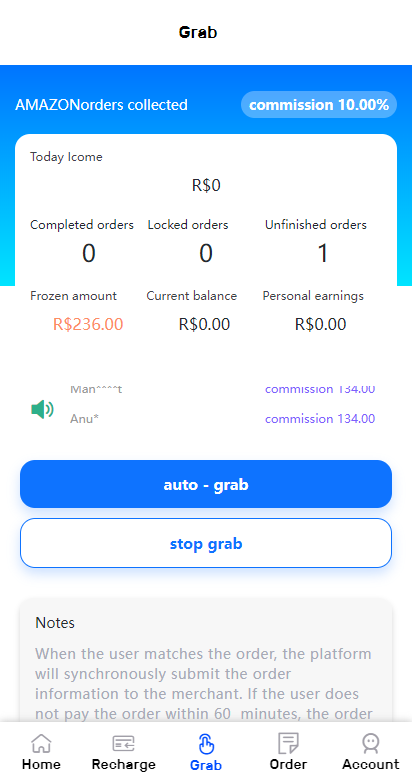 Grab
AMAZONorders collected
commission 10.00%
Today Icome
R$0
Completed orders Locked orders Unfinished orders
0 0 1
Frozen amount Current balance Personal earnings
R$236.00 R$0.00 R$0.00
Man****t commission 134.00
Anu* commission 134.00
auto - grab
stop grab
Notes
When the user matches the order, the platform
will synchronously submit the order
information to the merchant. If the user does
not pay the order within 60 minutes, the order
Home Recharge Grab Order Account